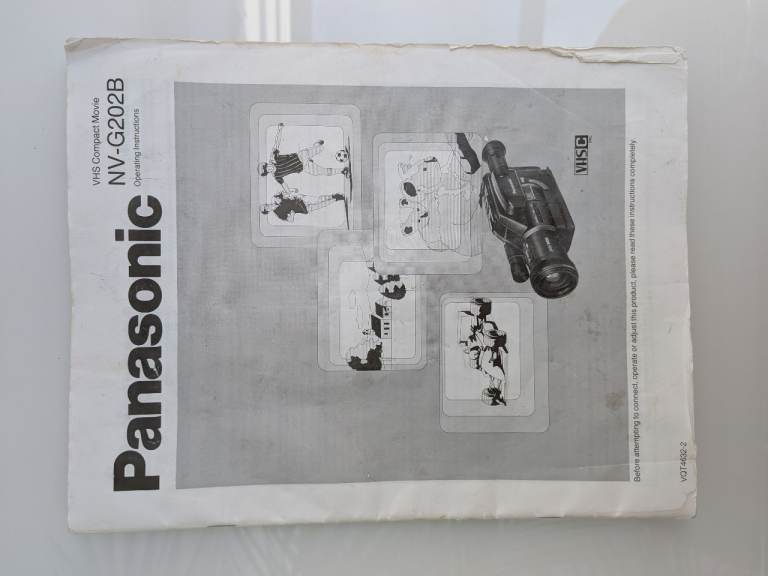 Panasonic
VHS Compact Movie
NV-G202B
Operating Instructions
VHSC
Before attempting to connect, operate or adjust this product, please read these instructions completely.
VQT4632-2